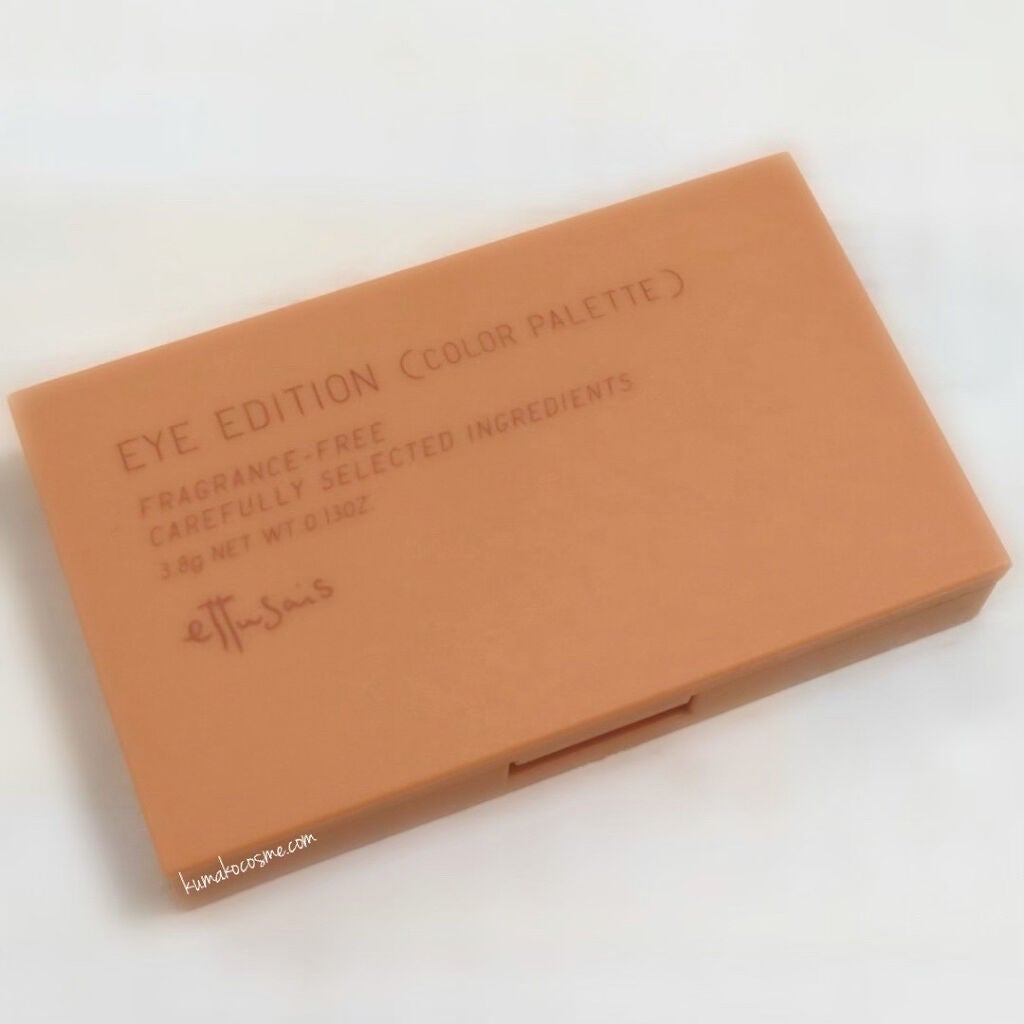 EYE EDITION (COLOR PALETTE)
FRAGRANCE-FREE
CAREFULLY SELECTED INGREDIENTS
3.8g NET WT. 0.13OZ.
ettusais
kumakocosme.com